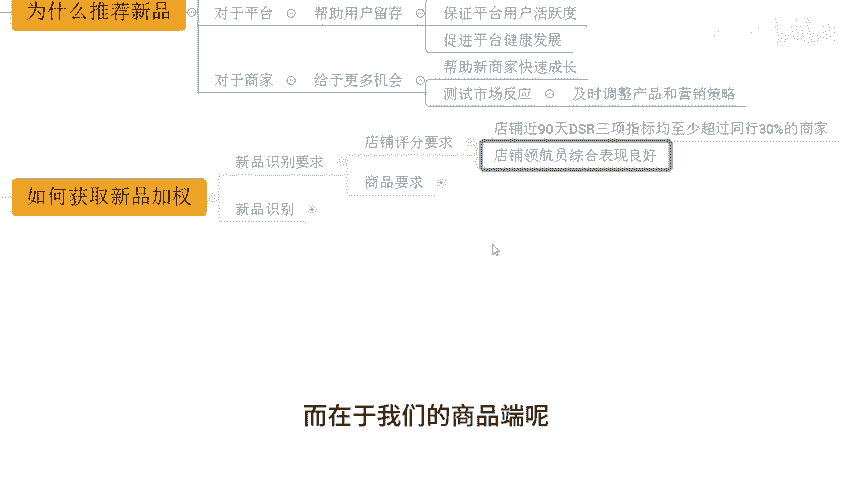 为什么推荐新品
对于平台
帮助用户留存
保证平台用户活跃度
促进平台健康发展
对于商家
给予更多机会
帮助新商家快速成长
测试市场反应
及时调整产品和营销策略
如何获取新品加权
新品识别要求
店铺评分要求
店铺近90天DSR三项指标均至少超过同行30%的商家
店铺领航员综合表现良好
商品要求
新品识别
而在于我们的商品端呢